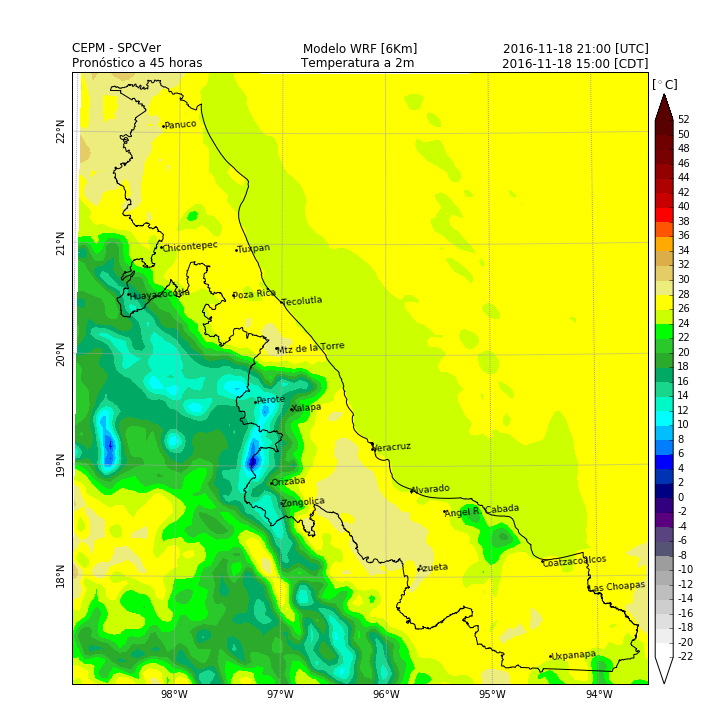 CEPM - SPCVer Modelo WRF [6Km] 2016-11-18 21:00 [UTC]
Pronóstico a 45 horas Temperatura a 2m 2016-11-18 15:00 [CDT]
[°C]
52
50
48
46
44
42
40
38
36
34
32
30
28
26
24
22
20
18
16
14
12
10
8
6
4
2
0
-2
-4
-6
-8
-10
-12
-14
-16
-18
-20
-22
22°N
21°N
20°N
19°N
18°N
Panuco
Chicontepec
Tuxpan
Huayacocotla
Poza Rica
Tecolutla
Mtz de la Torre
Perote
Xalapa
Veracruz
Orizaba
Alvarado
Zongolica
Angel R. Cabada
Coatzacoalcos
Azueta
Las Choapas
Uxpanapa
98°W 97°W 96°W 95°W 94°W